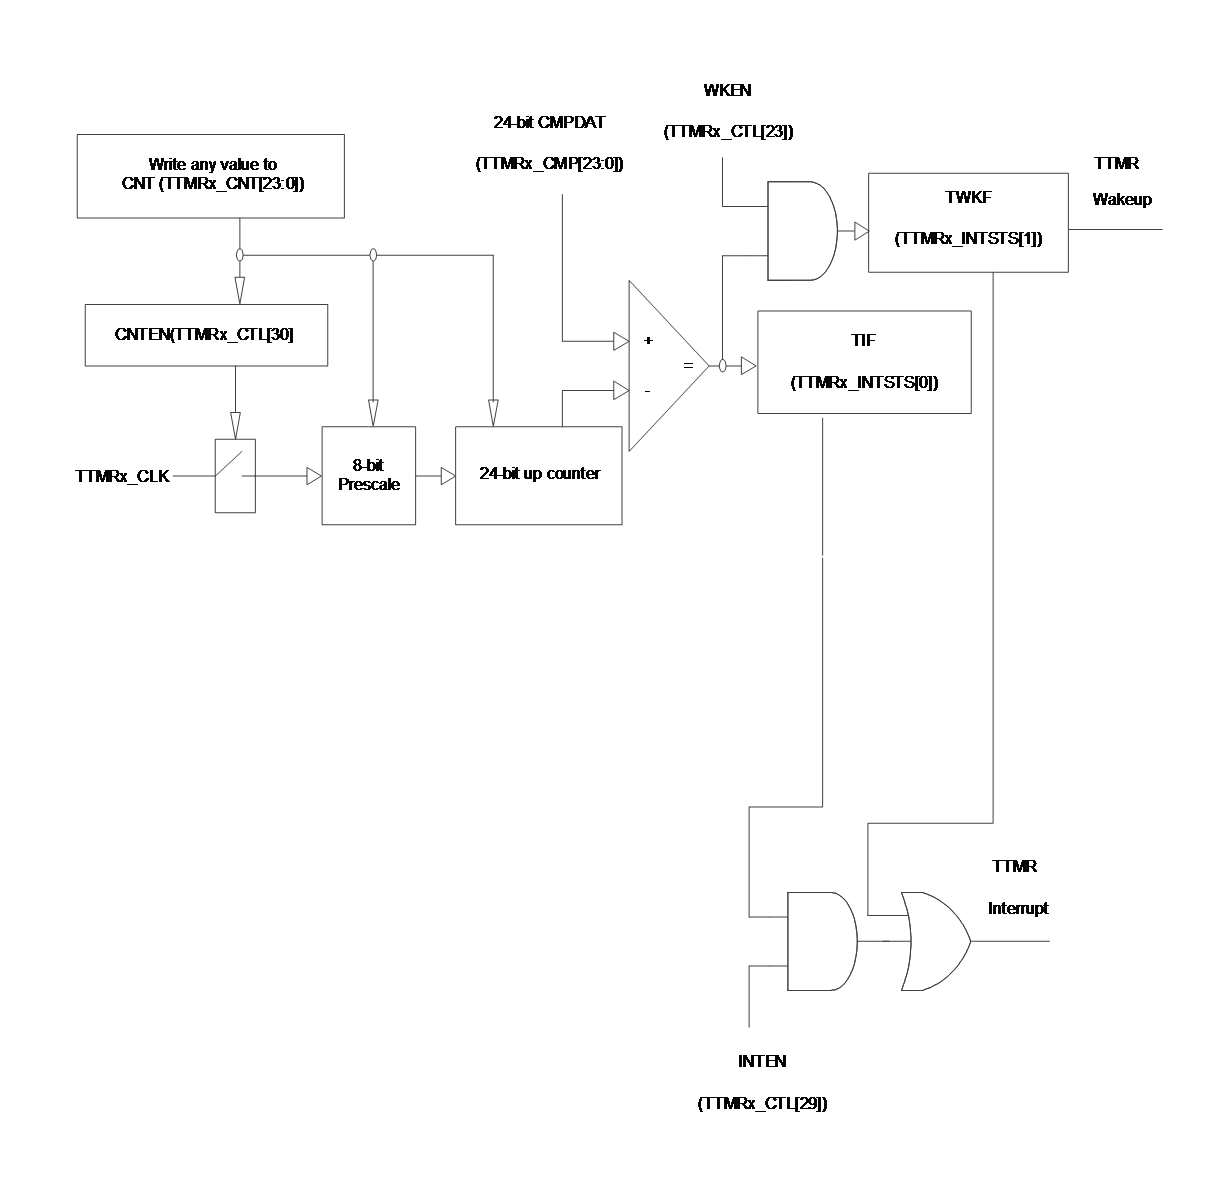 WKEN
(TTMRx_CTL[23])
24-bit CMPDAT
(TTMRx_CMP[23:0])
Write any value to
CNT (TTMRx_CNT[23:0])
TTMR
Wakeup
TWKF
(TTMRx_INTSTS[1])
CNTEN(TTMRx_CTL[30]
+
=
-
TIF
(TTMRx_INTSTS[0])
TTMRx_CLK
8-bit
Prescale
24-bit up counter
TTMR
Interrupt
INTEN
(TTMRx_CTL[29])